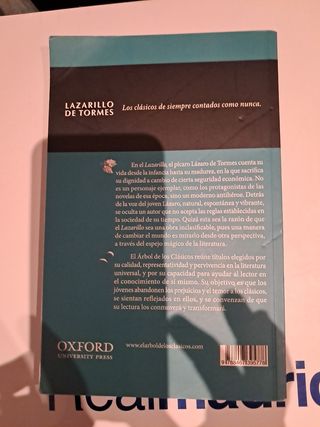 LAZARILLO
DE TORMES
Los clásicos de siempre contados como nunca.
En el Lazarillo, el pícaro Lázaro de Tormes cuenta su
vida desde la infancia hasta su madurez, en la que sacrifica
su dignidad a cambio de cierta seguridad económica. No
es un personaje ejemplar, como los protagonistas de las
novelas de esa época, sino un moderno antihéroe. Detrás
de la voz del joven Lázaro, natural, espontánea y vibrante,
se oculta un autor que no acepta las reglas establecidas en
la sociedad de su tiempo. Quizá esta sea la razón de que
el Lazarillo sea una obra inclasificable, pues una manera
de cambiar el mundo es mirarlo desde otra perspectiva,
a través del espejo mágico de la literatura.
El Árbol de los Clásicos reúne títulos elegidos por
su calidad, representatividad y pervivencia en la literatura
universal, y por su capacidad para ayudar al lector en
el conocimiento de sí mismo. Su objetivo es que los
jóvenes abandonen los prejuicios y el temor a los clásicos,
se sientan reflejados en ellos, y se convenzan de que
su lectura los conmoverá y transformará.
OXFORD
UNIVERSITY PRESS
www.elarboldelosclasicos.com
Realmadrid